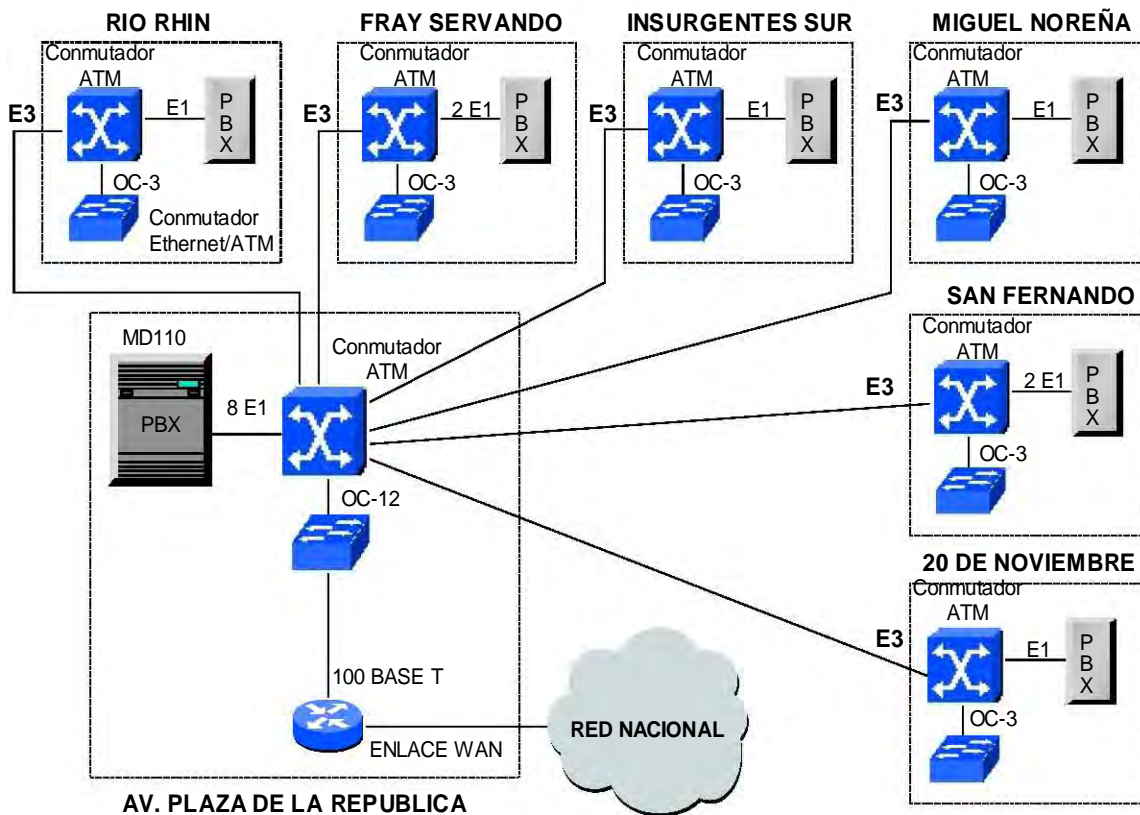 RIO RHIN
Conmutador
ATM
E3
E1
P
B
X
OC-3
Conmutador
Ethernet/ATM
FRAY SERVANDO
Conmutador
ATM
E3
2 E1
P
B
X
OC-3
INSURGENTES SUR
Conmutador
ATM
E3
E1
P
B
X
OC-3
MIGUEL NOREÑA
Conmutador
ATM
E3
E1
P
B
X
OC-3
SAN FERNANDO
Conmutador
ATM
E3
2 E1
P
B
X
OC-3
20 DE NOVIEMBRE
Conmutador
ATM
E3
E1
P
B
X
OC-3
MD110
PBX
8 E1
Conmutador
ATM
OC-12
100 BASE T
ENLACE WAN
RED NACIONAL
AV. PLAZA DE LA REPUBLICA